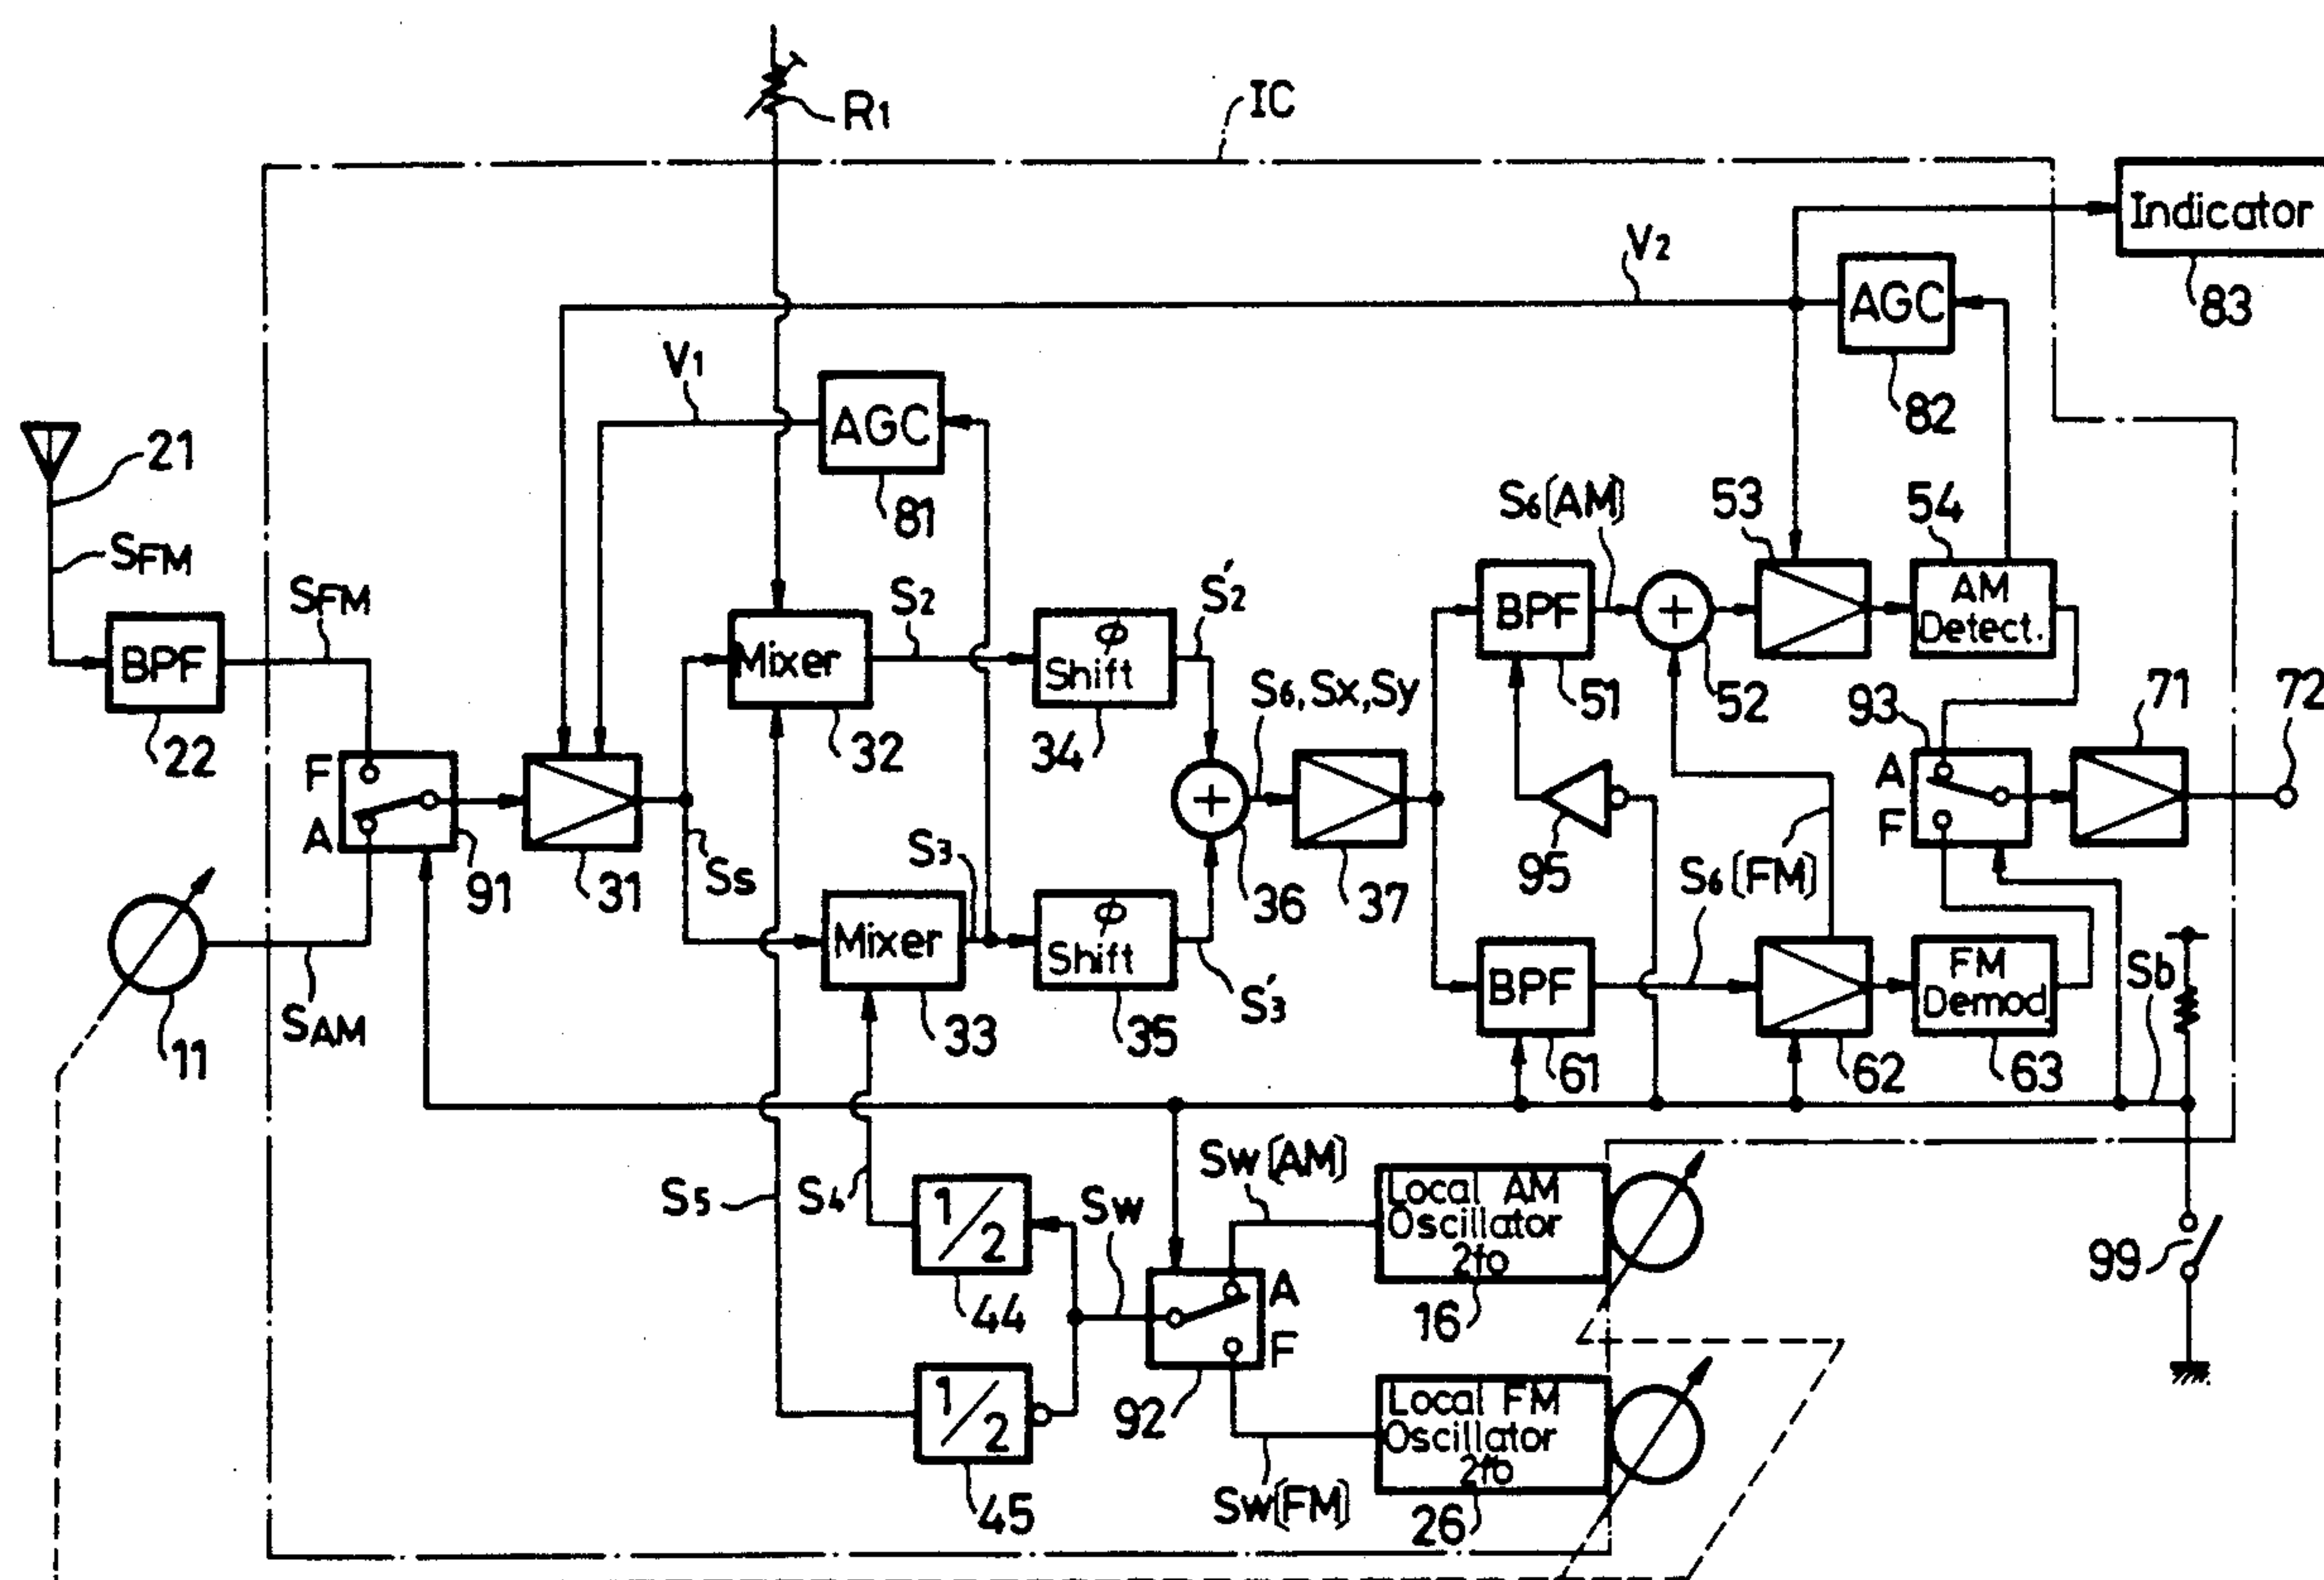 R1
IC
Indicator
83
V2
AGC
82
V1
AGC
81
21
SFM
SFM
BPF
22
F
A
91
SAM
11
31
Ss
Mixer
32
S2
φ
Shift
34
S'2
S3
Mixer
33
φ
Shift
35
S'3
36
S6, Sx, Sy
37
BPF
51
S6(AM)
52
53
54
AM
Detect.
95
BPF
61
S6(FM)
62
FM
Demod.
63
93
A
F
71
72
Sb
99
S5
S4
1/2
44
1/2
45
Sw
92
A
F
Sw(AM)
Local AM
Oscillator
2fo
16
Sw(FM)
Local FM
Oscillator
2fo
26